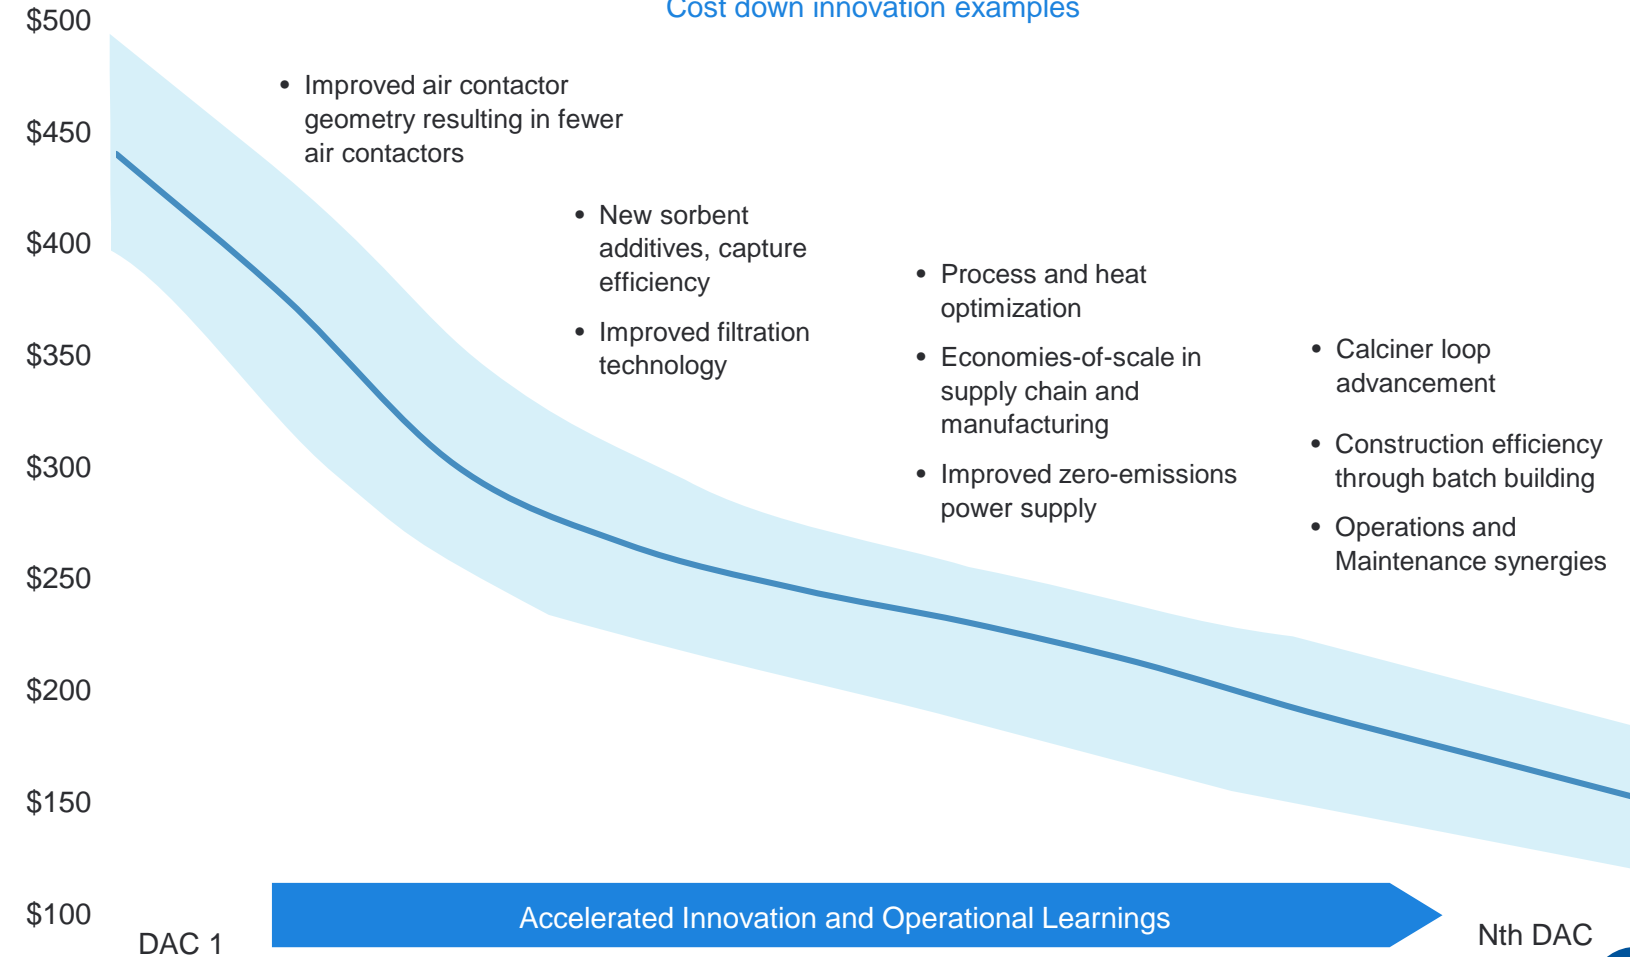 Cost down innovation examples
$500
$450
$400
$350
$300
$250
$200
$150
$100
• Improved air contactor
geometry resulting in fewer
air contactors
• New sorbent
additives, capture
efficiency
• Improved filtration
technology
• Process and heat
optimization
• Economies-of-scale in
supply chain and
manufacturing
• Improved zero-emissions
power supply
• Calciner loop
advancement
• Construction efficiency
through batch building
• Operations and
Maintenance synergies
DAC 1
Accelerated Innovation and Operational Learnings
Nth DAC